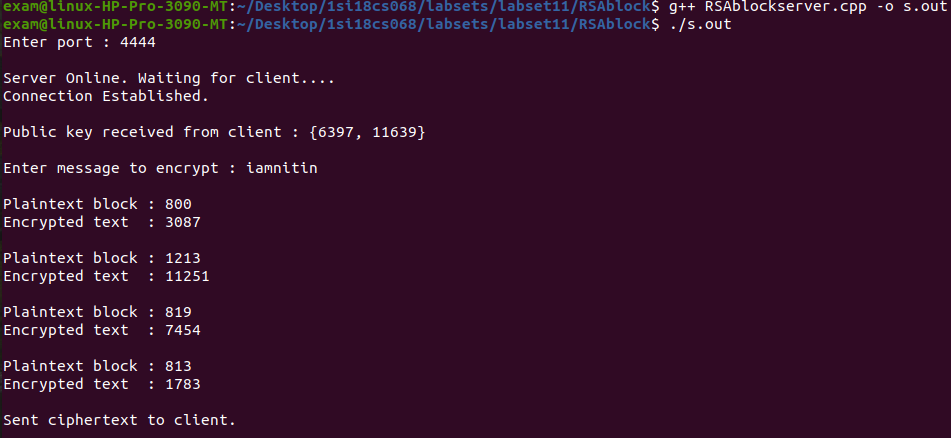 exam@linux-HP-Pro-3090-MT:~/Desktop/1si18cs068/labsets/labset11/RSAblock$ g++ RSAblockserver.cpp -o s.out
exam@linux-HP-Pro-3090-MT:~/Desktop/1si18cs068/labsets/labset11/RSAblock$ ./s.out
Enter port : 4444
Server Online. Waiting for client....
Connection Established.
Public key received from client : {6397, 11639}
Enter message to encrypt : iamnitin
Plaintext block : 800
Encrypted text  : 3087
Plaintext block : 1213
Encrypted text  : 11251
Plaintext block : 819
Encrypted text  : 7454
Plaintext block : 813
Encrypted text  : 1783
Sent ciphertext to client.